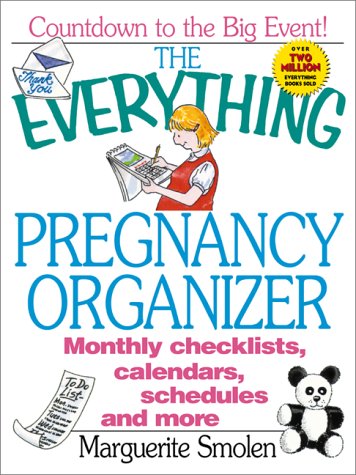 Countdown to the Big Event!
THE
EVERYTHING
Thank
You
OVER
TWO
MILLION
EVERYTHING
BOOKS SOLD
PREGNANCY
ORGANIZER
Monthly checklists,
calendars,
schedules
and more
To Do
List
Marguerite Smolen